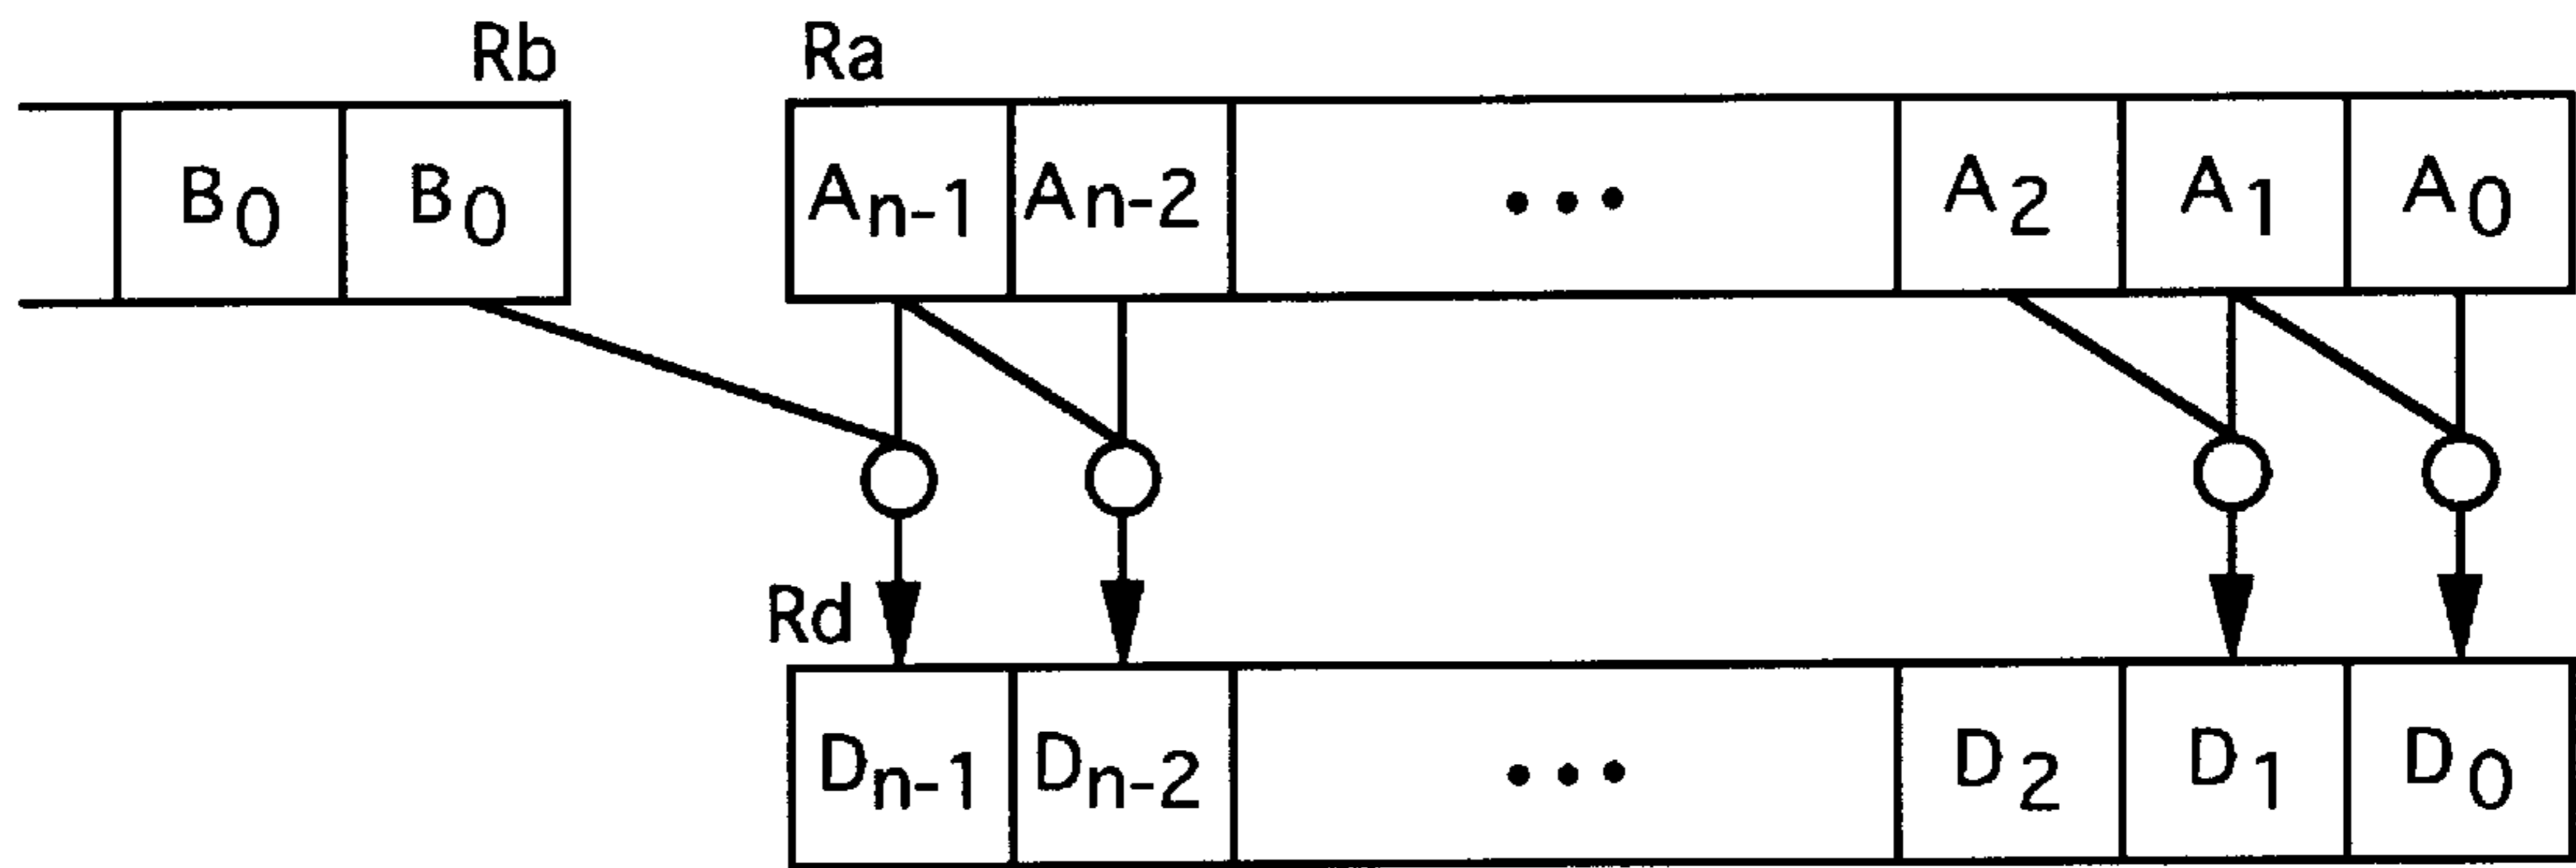 Rb Ra
B0 B0 An-1 An-2 ••• A2 A1 A0
Rd
Dn-1 Dn-2 ••• D2 D1 D0